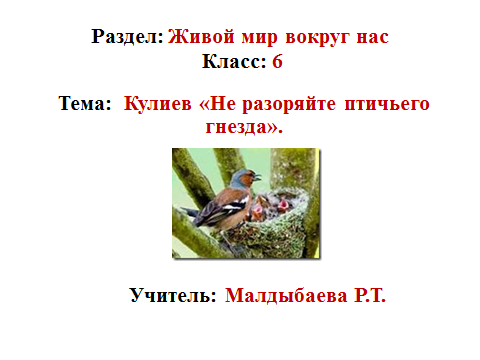 Раздел: Живой мир вокруг нас
Класс: 6
Тема: Кулиев «Не разоряйте птичьего
гнезда».
Учитель: Малдыбаева Р.Т.